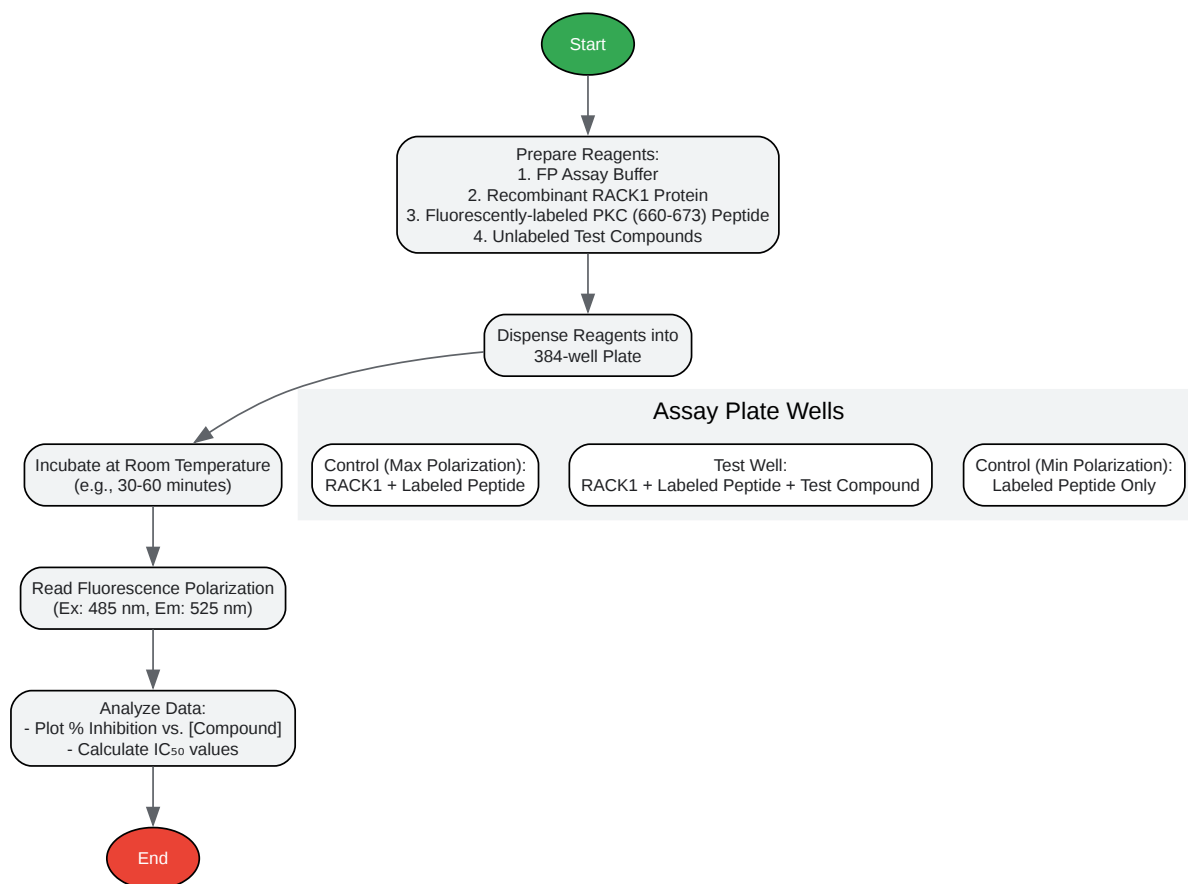 Start
Prepare Reagents:
1. FP Assay Buffer
2. Recombinant RACK1 Protein
3. Fluorescently-labeled PKC (660-673) Peptide
4. Unlabeled Test Compounds
Dispense Reagents into
384-well Plate
Assay Plate Wells
Incubate at Room Temperature
(e.g., 30-60 minutes)
Control (Max Polarization):
RACK1 + Labeled Peptide
Test Well:
RACK1 + Labeled Peptide + Test Compound
Control (Min Polarization):
Labeled Peptide Only
Read Fluorescence Polarization
(Ex: 485 nm, Em: 525 nm)
Analyze Data:
- Plot % Inhibition vs. [Compound]
- Calculate IC₅₀ values
End